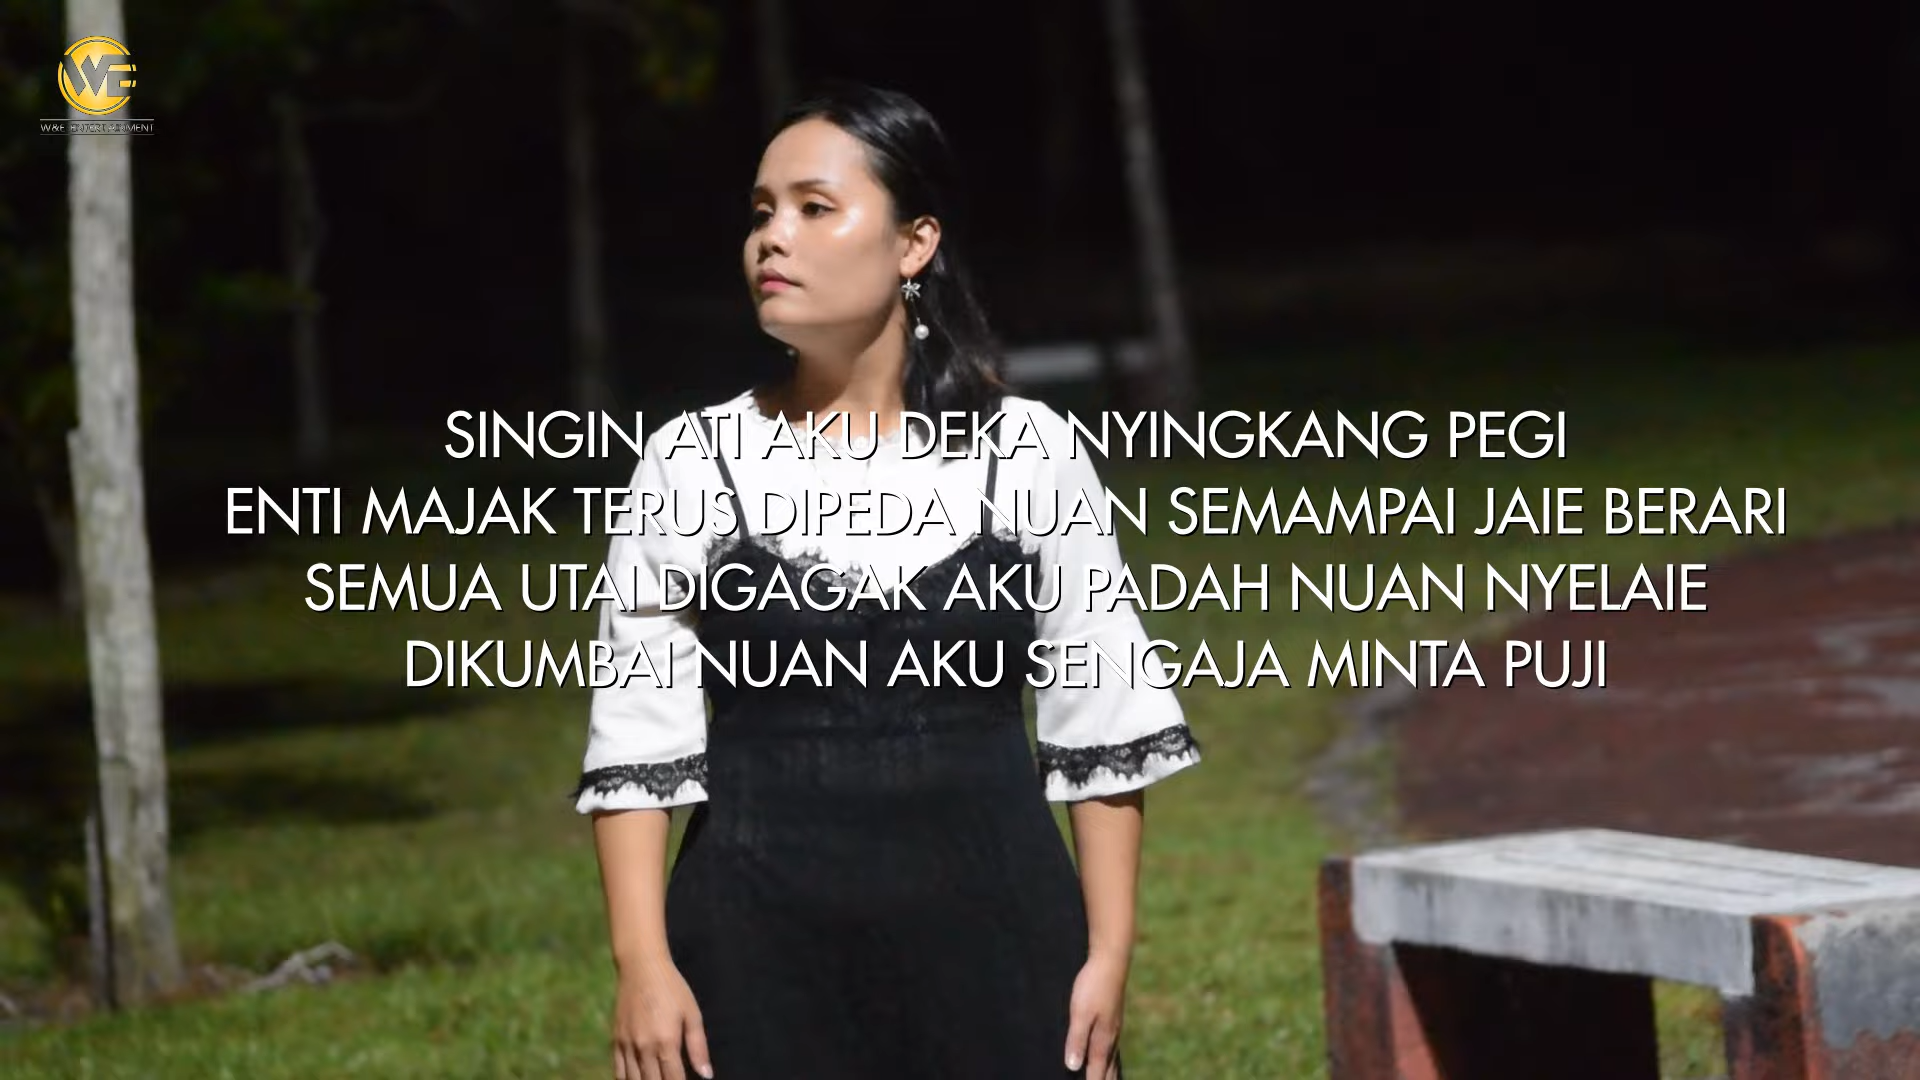 WE
W&E ENTERTAINMENT
SINGIN ATI AKU DEKA NYINGKANG PEGI
ENTI MAJAK TERUS DIPEDA NUAN SEMAMPAI JAIE BERARI
SEMUA UTAI DIGAGAK AKU PADAH NUAN NYELAIE
DIKUMBAI NUAN AKU SENGAJA MINTA PUJI